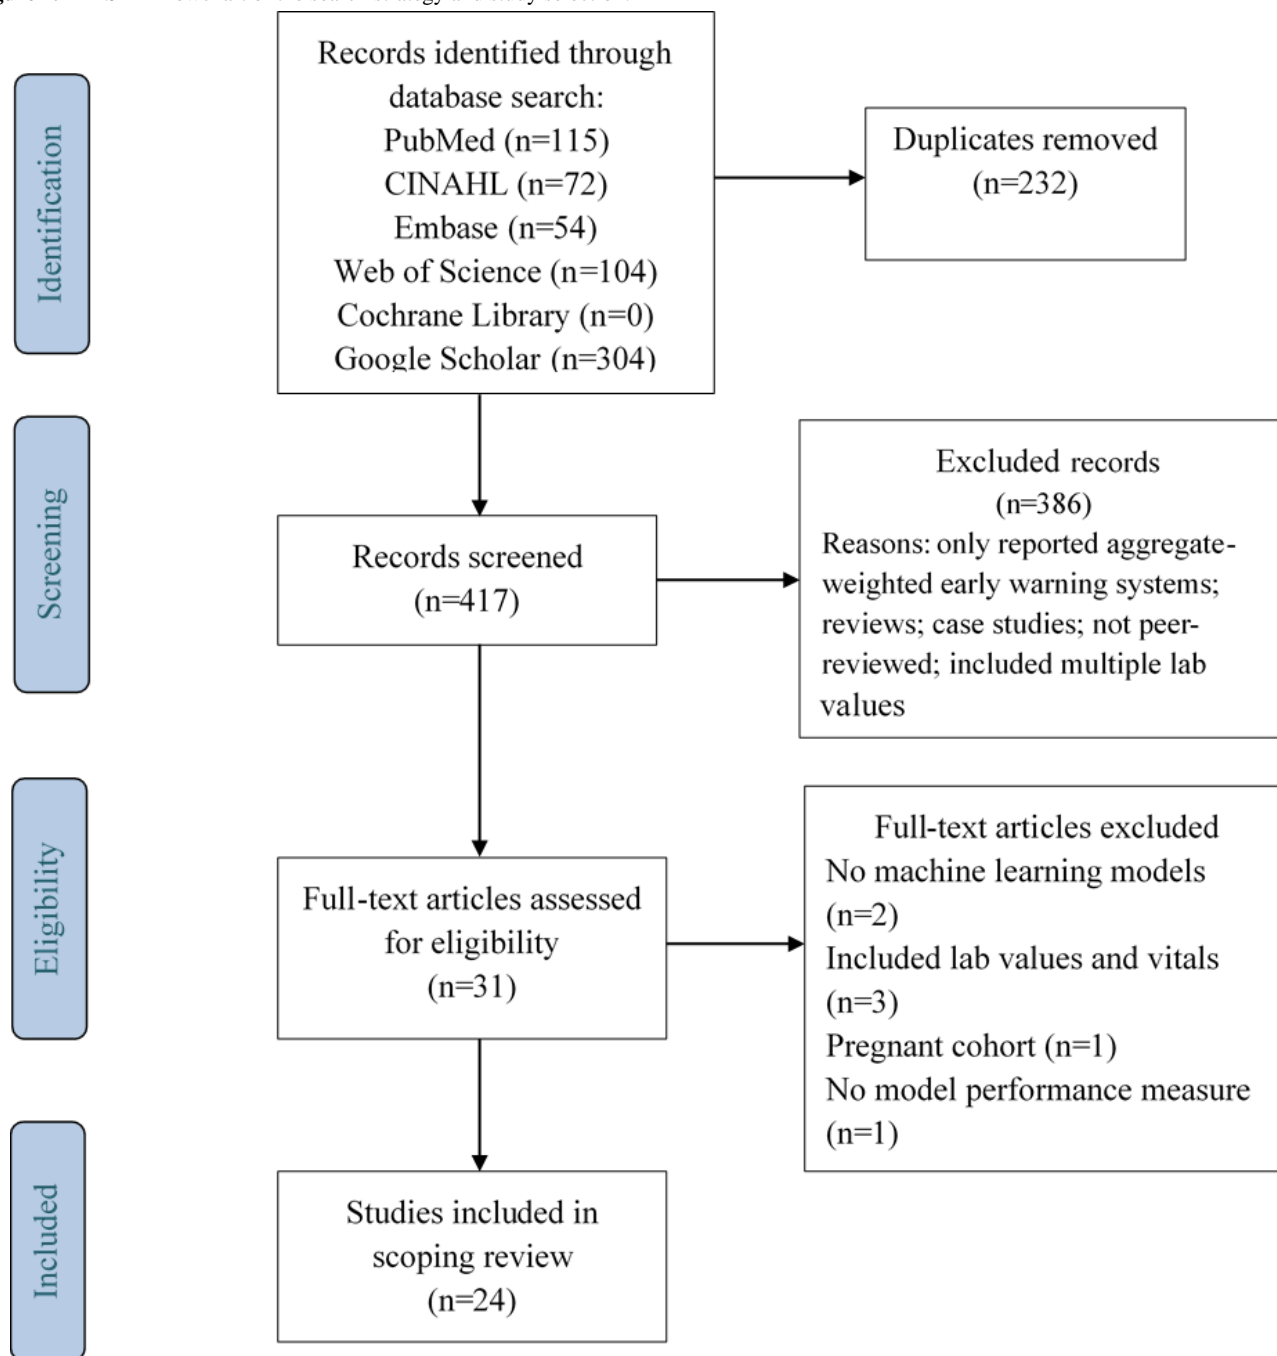 Identification
Records identified through
database search:
PubMed (n=115)
CINAHL (n=72)
Embase (n=54)
Web of Science (n=104)
Cochrane Library (n=0)
Google Scholar (n=304)
Duplicates removed
(n=232)
Screening
Records screened
(n=417)
Excluded records
(n=386)
Reasons: only reported aggregate-
weighted early warning systems;
reviews; case studies; not peer-
reviewed; included multiple lab
values
Eligibility
Full-text articles assessed
for eligibility
(n=31)
Full-text articles excluded
No machine learning models
(n=2)
Included lab values and vitals
(n=3)
Pregnant cohort (n=1)
No model performance measure
(n=1)
Included
Studies included in
scoping review
(n=24)